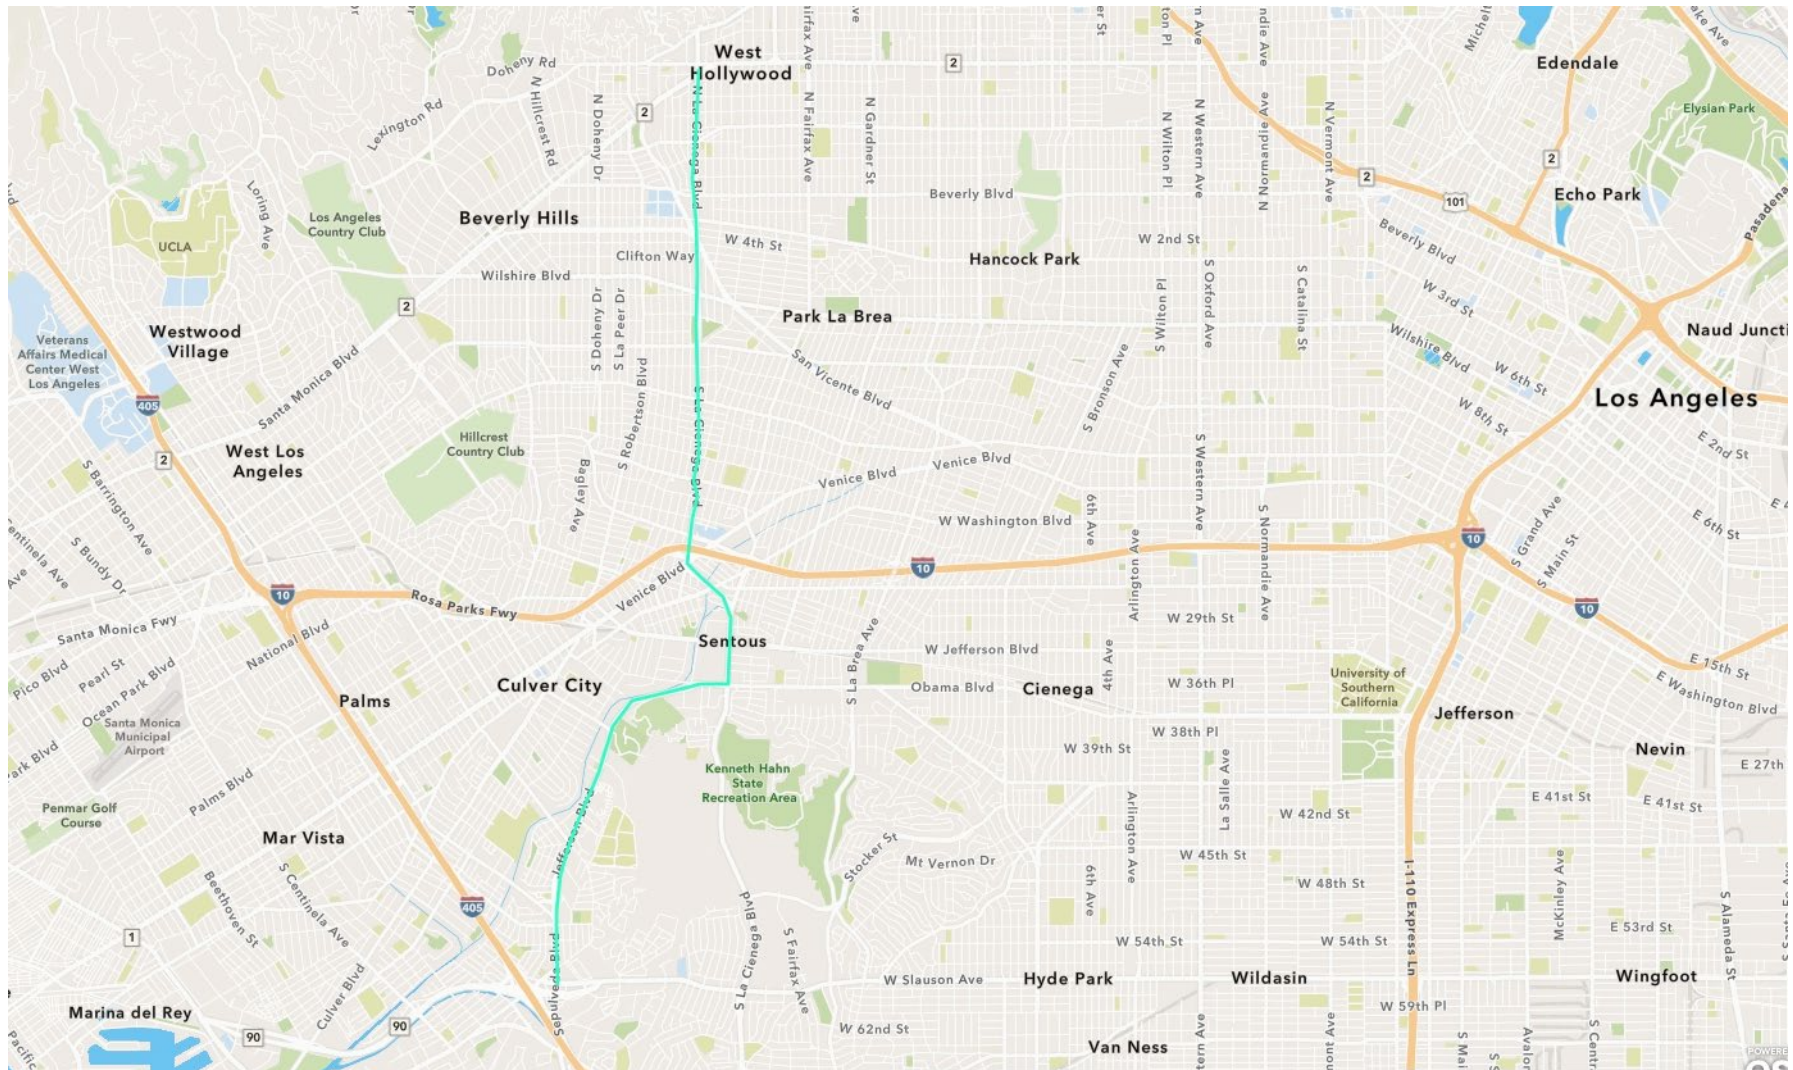 West
Hollywood
Edendale
Elysian Park
Doheny Rd
Lexington Rd
N Hillcrest Rd
N Doheny Dr
2
N La Cienega Blvd
N Fairfax Ave
N Gardner St
2
N Wilton Pl
N Western Ave
N Normandie Ave
N Vermont Ave
2
2
101
Echo Park
Pasadena
Loring Ave
Los Angeles
Country Club
UCLA
Beverly Hills
Beverly Blvd
W 4th St
Clifton Way
Wilshire Blvd
Hancock Park
W 2nd St
Beverly Blvd
W 3rd St
S Doheny Dr
S La Peer Dr
S Wilton Pl
S Oxford Ave
S Catalina St
2
Park La Brea
Naud Juncti
Westwood
Village
Veterans
Affairs Medical
Center West
Los Angeles
405
Santa Monica Blvd
S Robertson Blvd
San Vicente Blvd
S Bronson Ave
Wilshire Blvd
W 6th St
W 8th St
Los Angeles
West Los
Angeles
Hillcrest
Country Club
S La Cienega Blvd
Venice Blvd
Venice Blvd
E 2nd St
2
S Barrington Ave
Bagley Ave
W Washington Blvd
6th Ave
S Western Ave
S Normandie Ave
S Grand Ave
S Main St
E 6th St
S Bundy Dr
10
10
10
10
Rosa Parks Fwy
Venice Blvd
Arlington Ave
W 29th St
Santa Monica Fwy
National Blvd
Sentous
S La Brea Ave
W Jefferson Blvd
4th Ave
E 15th St
Pico Blvd
Pearl St
Ocean Park Blvd
Culver City
Palms
Obama Blvd
Cienega
W 36th Pl
University of
Southern
California
E Washington Blvd
Jefferson
Santa Monica
Municipal
Airport
W 38th Pl
W 39th St
Nevin
E 27th
Palms Blvd
Kenneth Hahn
State
Recreation Area
La Salle Ave
Penmar Golf
Course
Jefferson Blvd
Arlington Ave
W 42nd St
E 41st St
E 41st St
Mar Vista
Stocker St
Mt Vernon Dr
W 45th St
S Centinela Ave
Beethoven St
6th Ave
W 48th St
I-110 Express Ln
McKinley Ave
S Alameda St
405
1
S La Cienega Blvd
S Fairfax Ave
W 54th St
W 54th St
E 53rd St
Culver Blvd
Sepulveda Blvd
W Slauson Ave
Hyde Park
Wildasin
Wingfoot
Marina del Rey
90
90
W 62nd St
W 59th Pl
Van Ness
POWERE